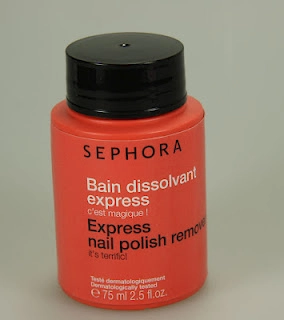 SEPHORA
Bain dissolvant
express
c'est magique !
Express
nail polish remove
it's terrific!
Testé dermatologiquement
Dermatologically tested
℮ 75 ml 2.5 fl.oz.